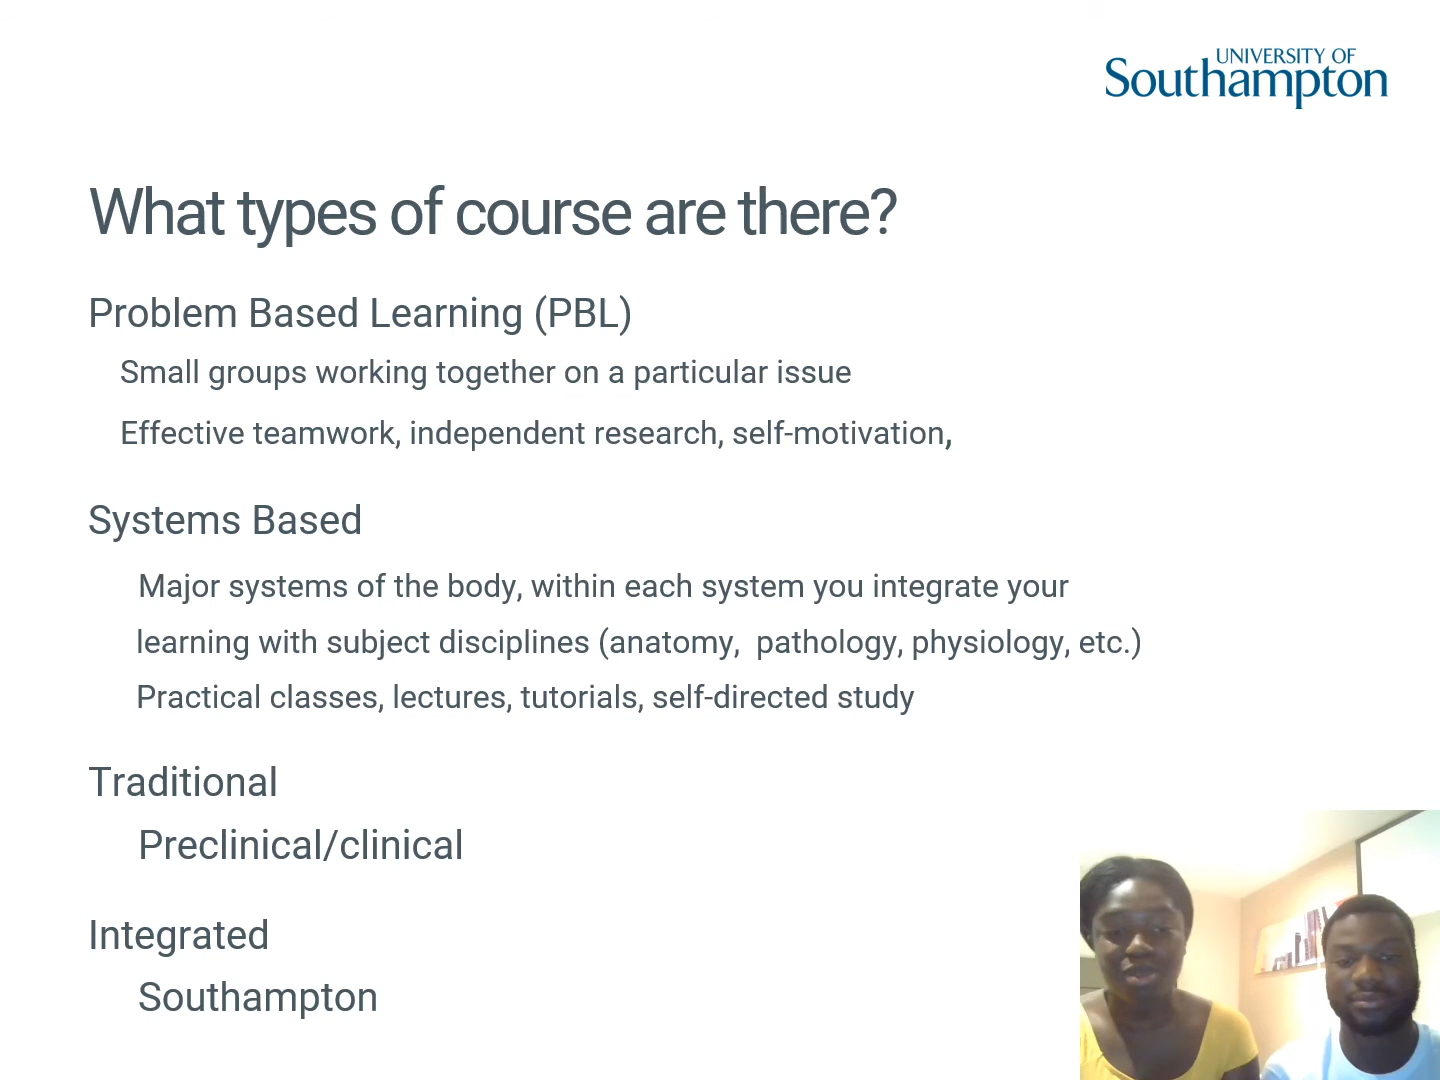 UNIVERSITY OF
Southampton
What types of course are there?
Problem Based Learning (PBL)
Small groups working together on a particular issue
Effective teamwork, independent research, self-motivation,
Systems Based
Major systems of the body, within each system you integrate your
learning with subject disciplines (anatomy,  pathology, physiology, etc.)
Practical classes, lectures, tutorials, self-directed study
Traditional
Preclinical/clinical
Integrated
Southampton